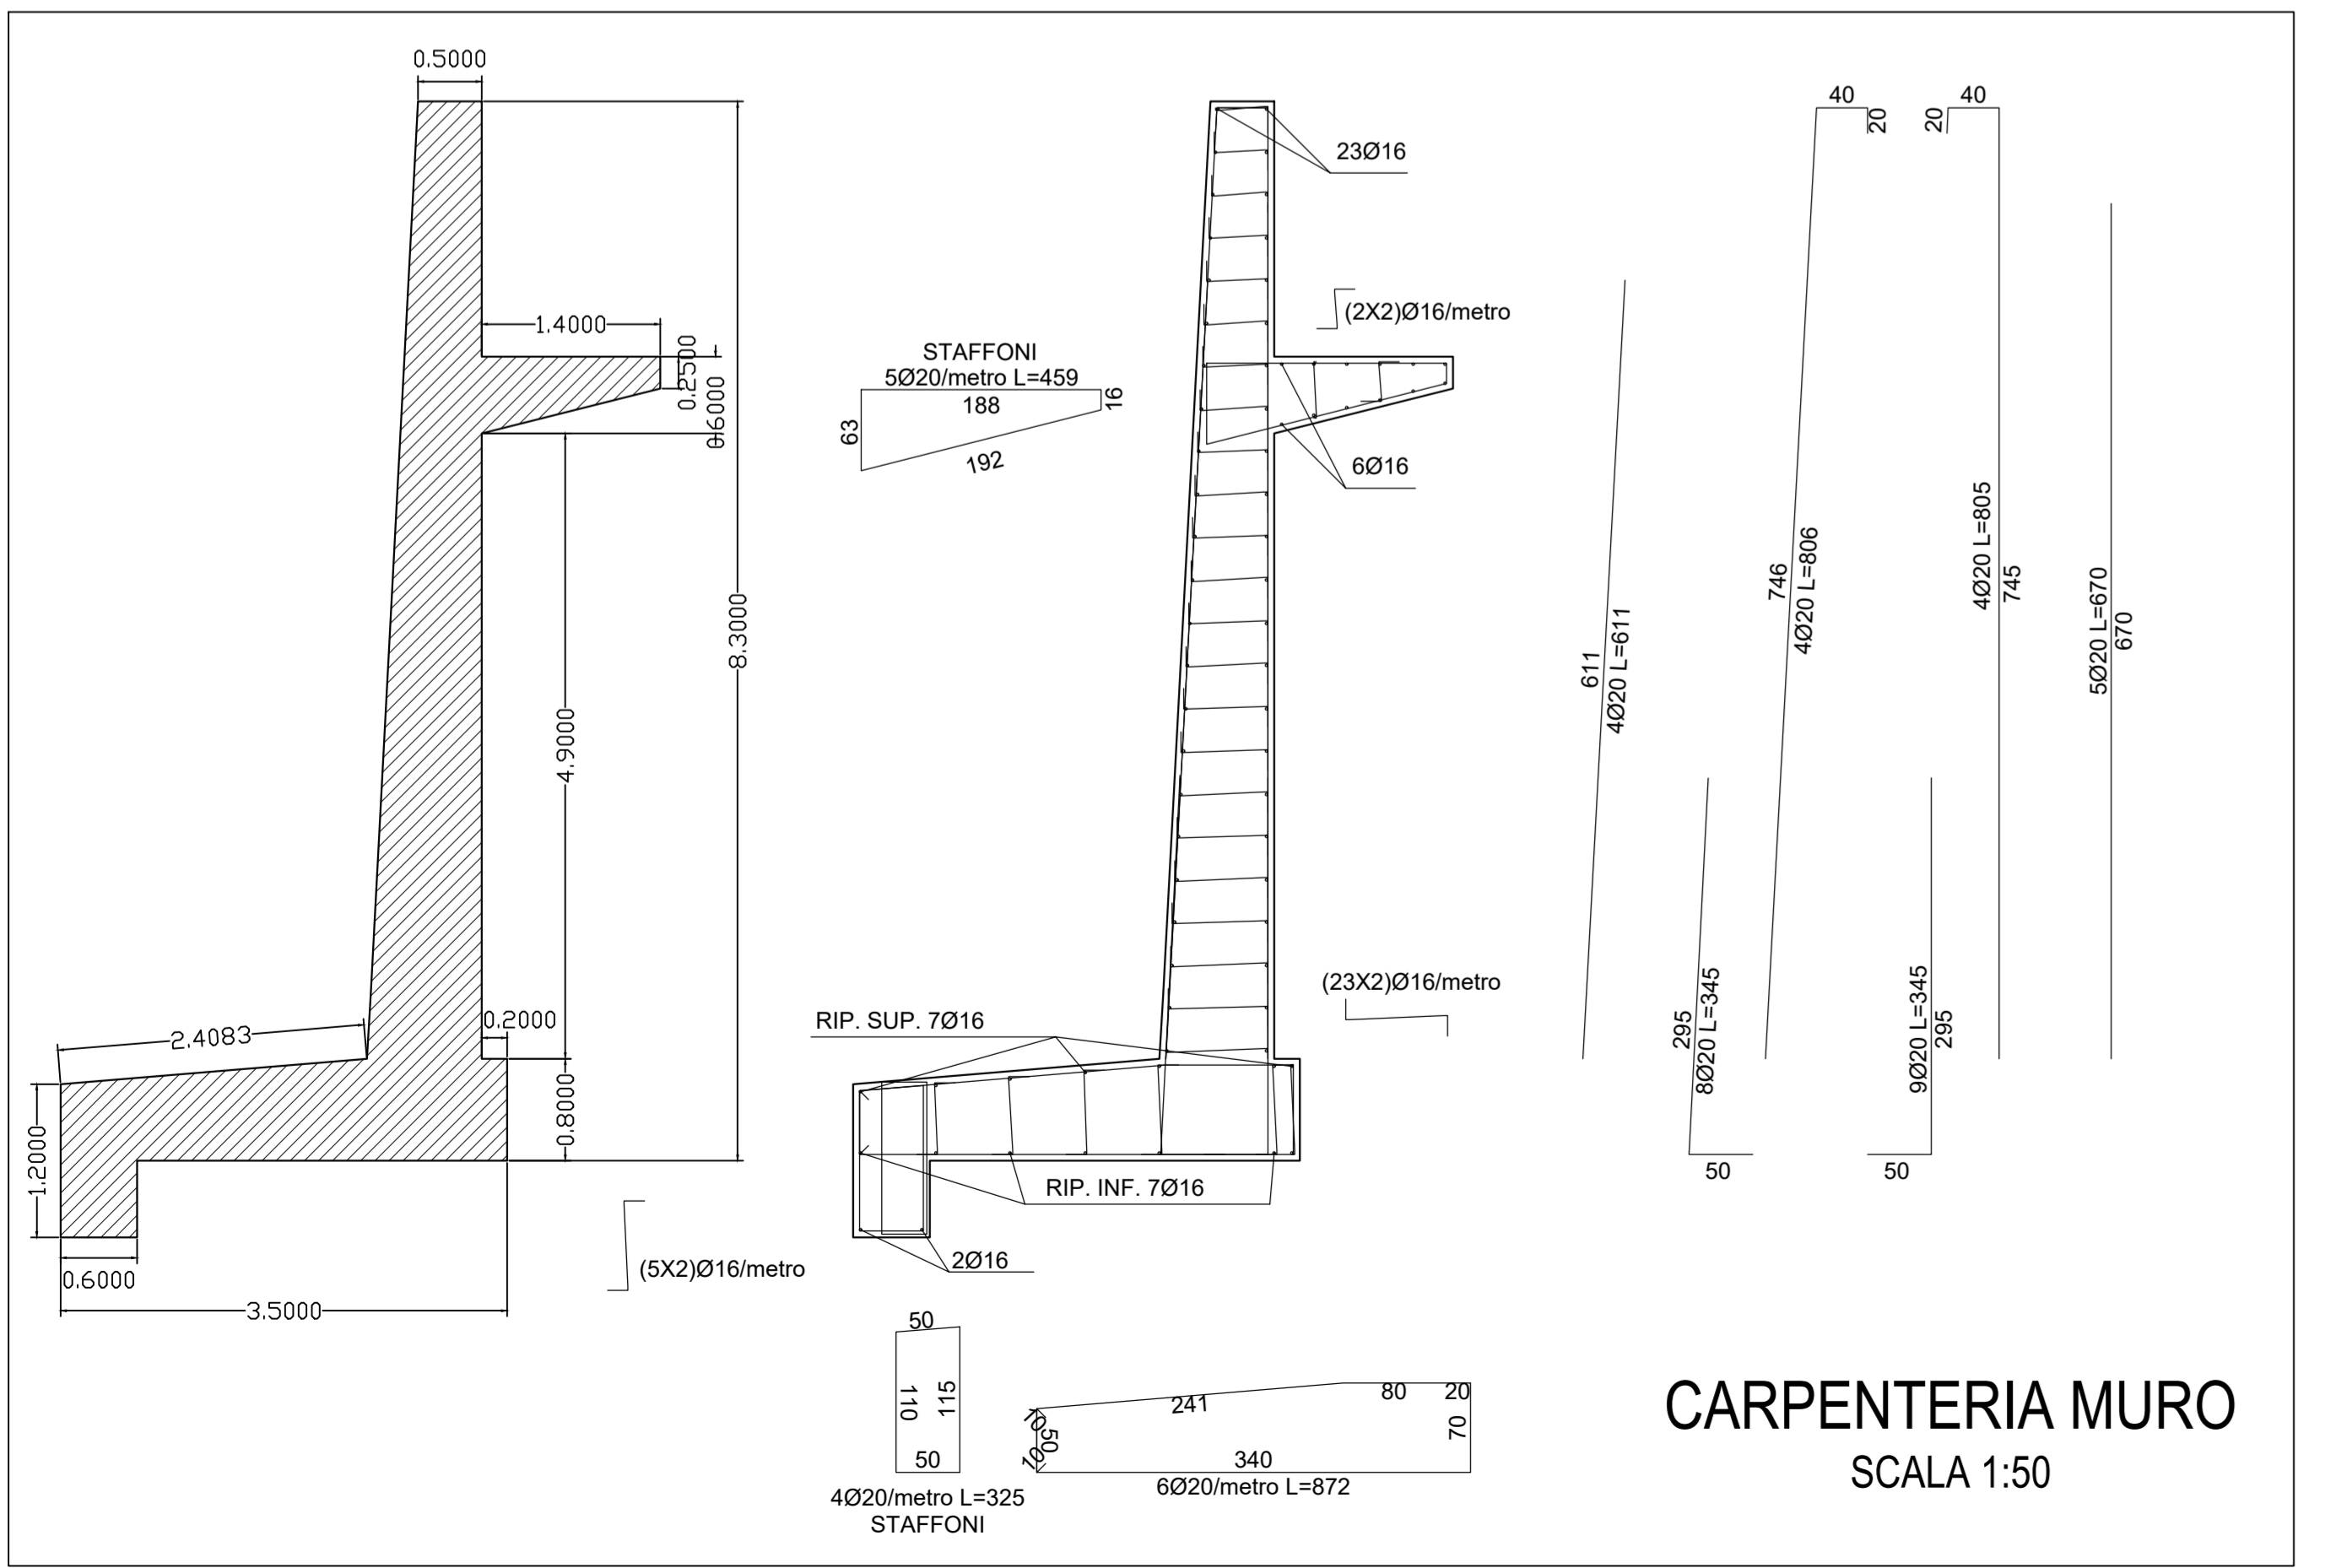 0.5000
1.4000
0.2500
0.6000
8.3000
4.9000
2.4083
0.2000
0.8000
1.2000
0.6000
3.5000
(5X2)Ø16/metro
STAFFONI
5Ø20/metro L=459
188
16
63
192
23Ø16
(2X2)Ø16/metro
6Ø16
(23X2)Ø16/metro
RIP. SUP. 7Ø16
RIP. INF. 7Ø16
2Ø16
50
110
115
50
4Ø20/metro L=325
STAFFONI
241
80
20
70
10
50
10
340
6Ø20/metro L=872
611
4Ø20 L=611
40
20
746
4Ø20 L=806
20
40
4Ø20 L=805
745
5Ø20 L=670
670
295
8Ø20 L=345
50
9Ø20 L=345
295
50
CARPENTERIA MURO
SCALA 1:50